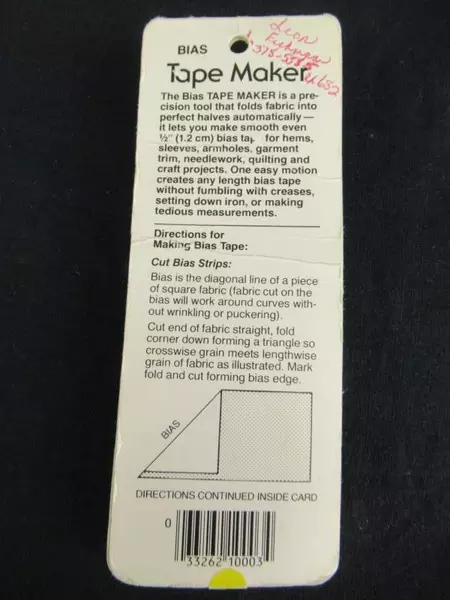 Leon
375-5585
BIAS
Tape Maker
The Bias TAPE MAKER is a pre-
cision tool that folds fabric into
perfect halves automatically—
it lets you make smooth even
½" (1.2 cm) bias tap for hems,
sleeves, armholes, garment
trim, needlework, quilting and
craft projects. One easy motion
creates any length bias tape
without fumbling with creases,
setting down iron, or making
tedious measurements.
Directions for
Making Bias Tape:
Cut Bias Strips:
Bias is the diagonal line of a piece
of square fabric (fabric cut on the
bias will work around curves with-
out wrinkling or puckering).
Cut end of fabric straight, fold
corner down forming a triangle so
crosswise grain meets lengthwise
grain of fabric as illustrated. Mark
fold and cut forming bias edge.
BIAS
DIRECTIONS CONTINUED INSIDE CARD
0
33262 10003